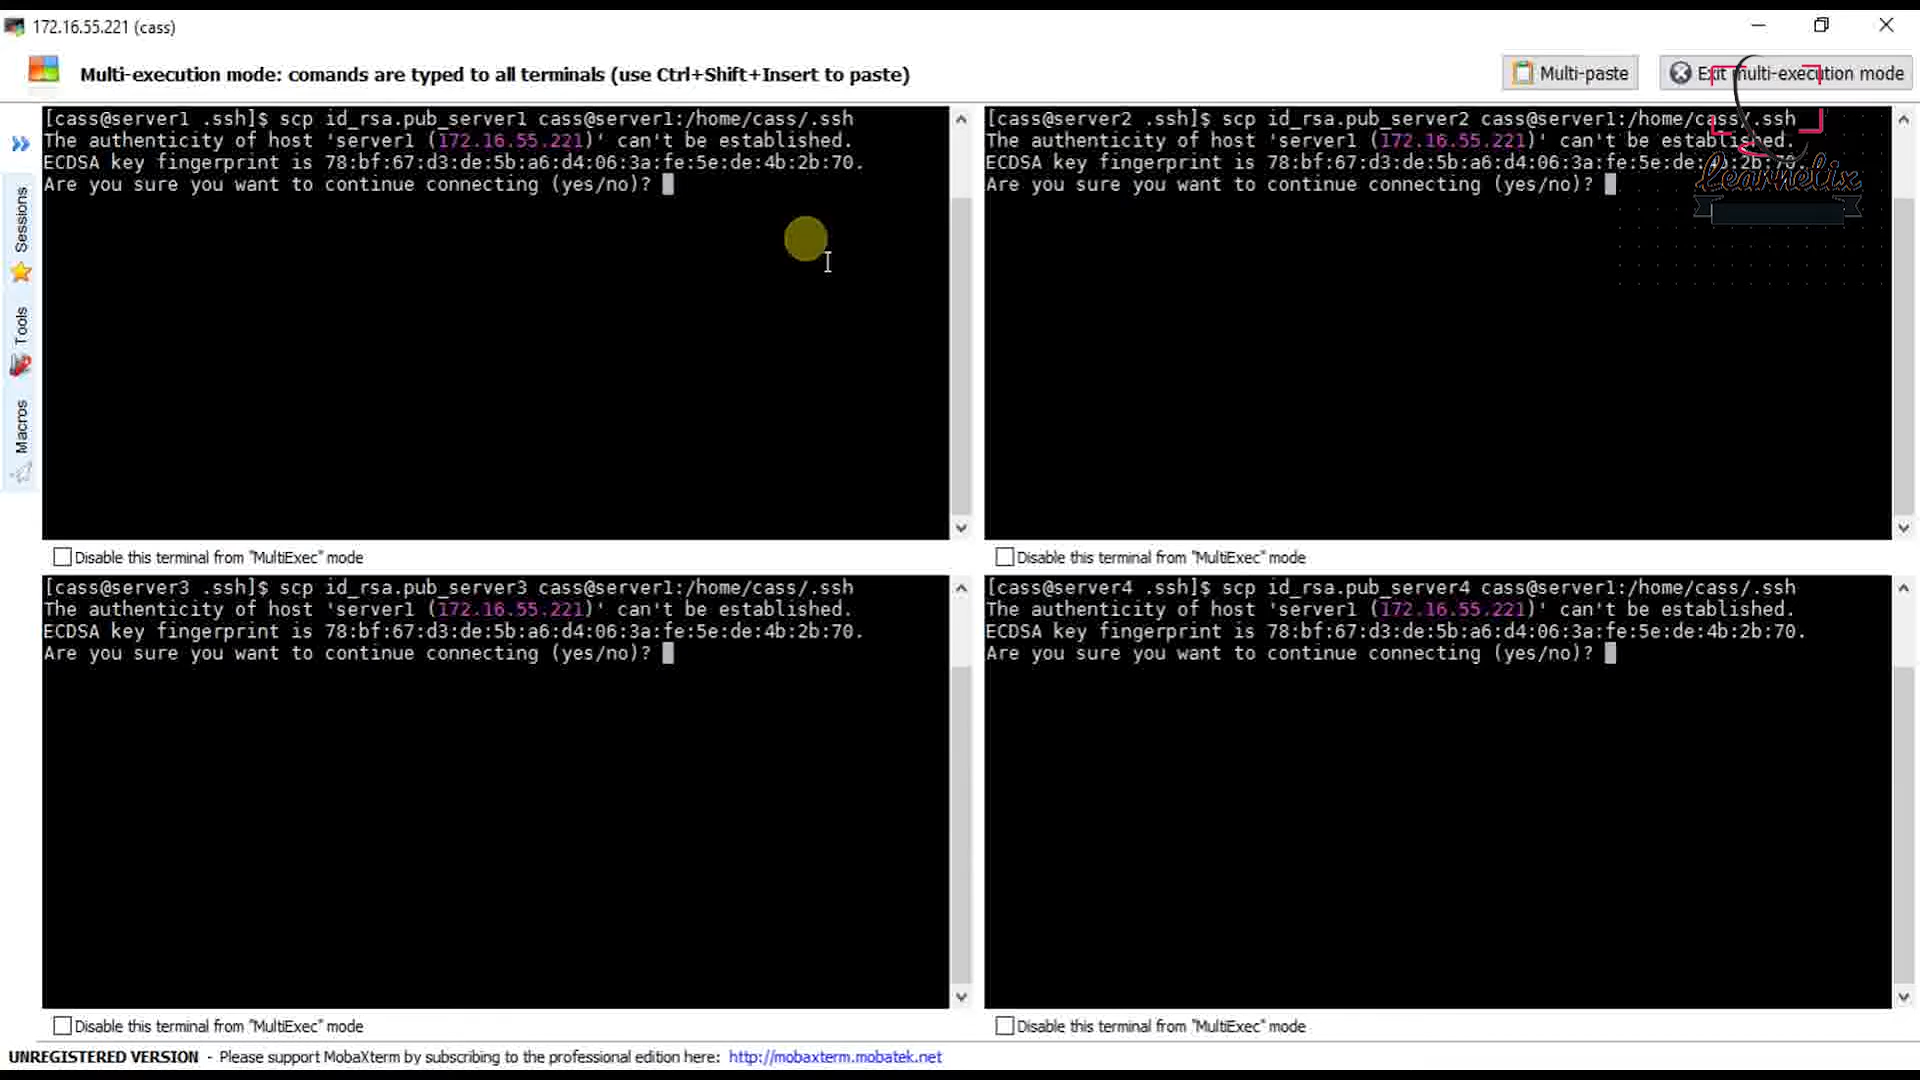 172.16.55.221 (cass)
Multi-execution mode: comands are typed to all terminals (use Ctrl+Shift+Insert to paste)
Multi-paste
Exit multi-execution mode
Sessions
Tools
Macros
[cass@server1 .ssh]$ scp id_rsa.pub_server1 cass@server1:/home/cass/.ssh
The authenticity of host 'server1 (172.16.55.221)' can't be established.
ECDSA key fingerprint is 78:bf:67:d3:de:5b:a6:d4:06:3a:fe:5e:de:4b:2b:70.
Are you sure you want to continue connecting (yes/no)?
Disable this terminal from "MultiExec" mode
[cass@server2 .ssh]$ scp id_rsa.pub_server2 cass@server1:/home/cass/.ssh
The authenticity of host 'server1 (172.16.55.221)' can't be established.
ECDSA key fingerprint is 78:bf:67:d3:de:5b:a6:d4:06:3a:fe:5e:de:4b:2b:70.
Are you sure you want to continue connecting (yes/no)?
Learnelix
Disable this terminal from "MultiExec" mode
[cass@server3 .ssh]$ scp id_rsa.pub_server3 cass@server1:/home/cass/.ssh
The authenticity of host 'server1 (172.16.55.221)' can't be established.
ECDSA key fingerprint is 78:bf:67:d3:de:5b:a6:d4:06:3a:fe:5e:de:4b:2b:70.
Are you sure you want to continue connecting (yes/no)?
Disable this terminal from "MultiExec" mode
[cass@server4 .ssh]$ scp id_rsa.pub_server4 cass@server1:/home/cass/.ssh
The authenticity of host 'server1 (172.16.55.221)' can't be established.
ECDSA key fingerprint is 78:bf:67:d3:de:5b:a6:d4:06:3a:fe:5e:de:4b:2b:70.
Are you sure you want to continue connecting (yes/no)?
Disable this terminal from "MultiExec" mode
UNREGISTERED VERSION - Please support MobaXterm by subscribing to the professional edition here: http://mobaxterm.mobatek.net